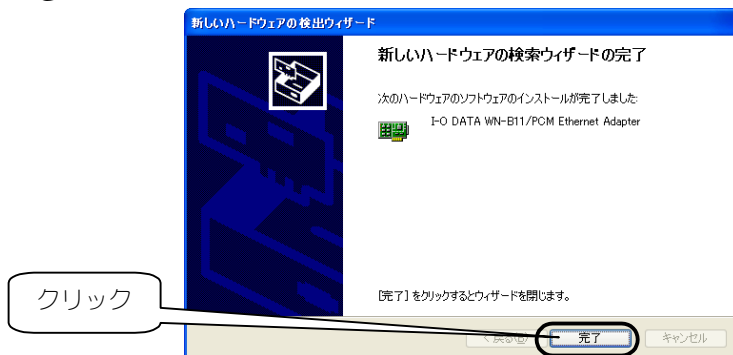 新しいハードウェアの検出ウィザード
新しいハードウェアの検索ウィザードの完了
次のハードウェアのソフトウェアのインストールが完了しました:
I-O DATA WN-B11/PCM Ethernet Adapter
[完了] をクリックするとウィザードを閉じます。
クリック
完了
キャンセル